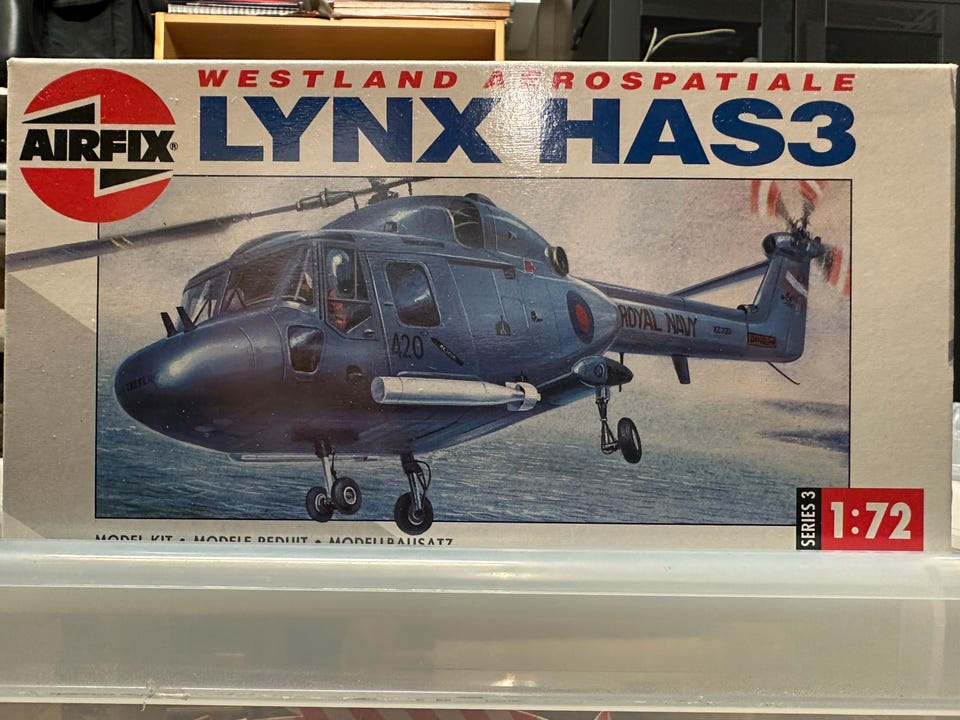 WESTLAND AEROSPATIALE
AIRFIX®
LYNX HAS3
420
ROYAL NAVY
SERIES 3
1:72
MODEL KIT • MODELE REDUIT • MODELLBAUSATZ